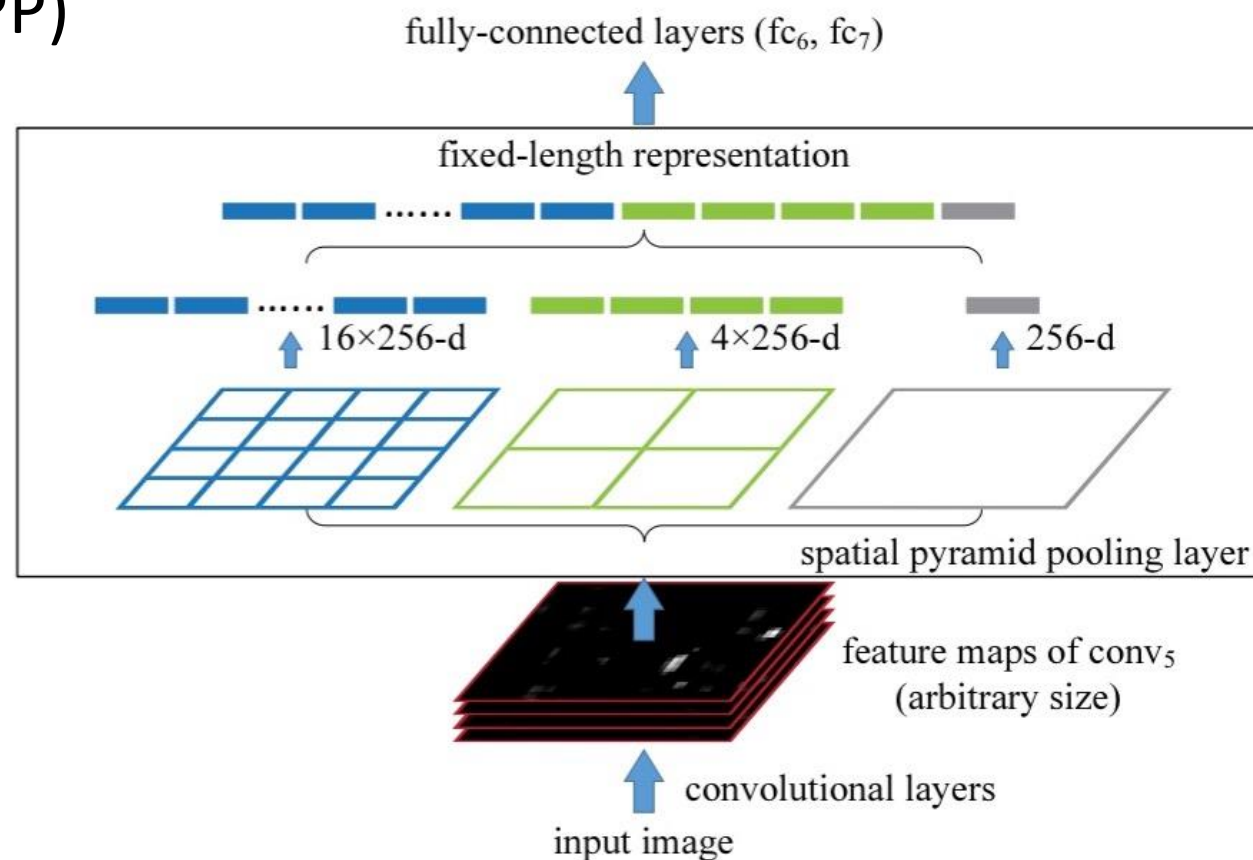 PP)
fully-connected layers (fc₆, fc₇)
fixed-length representation
......
......
16×256-d
4×256-d
256-d
spatial pyramid pooling layer
feature maps of conv₅
(arbitrary size)
convolutional layers
input image